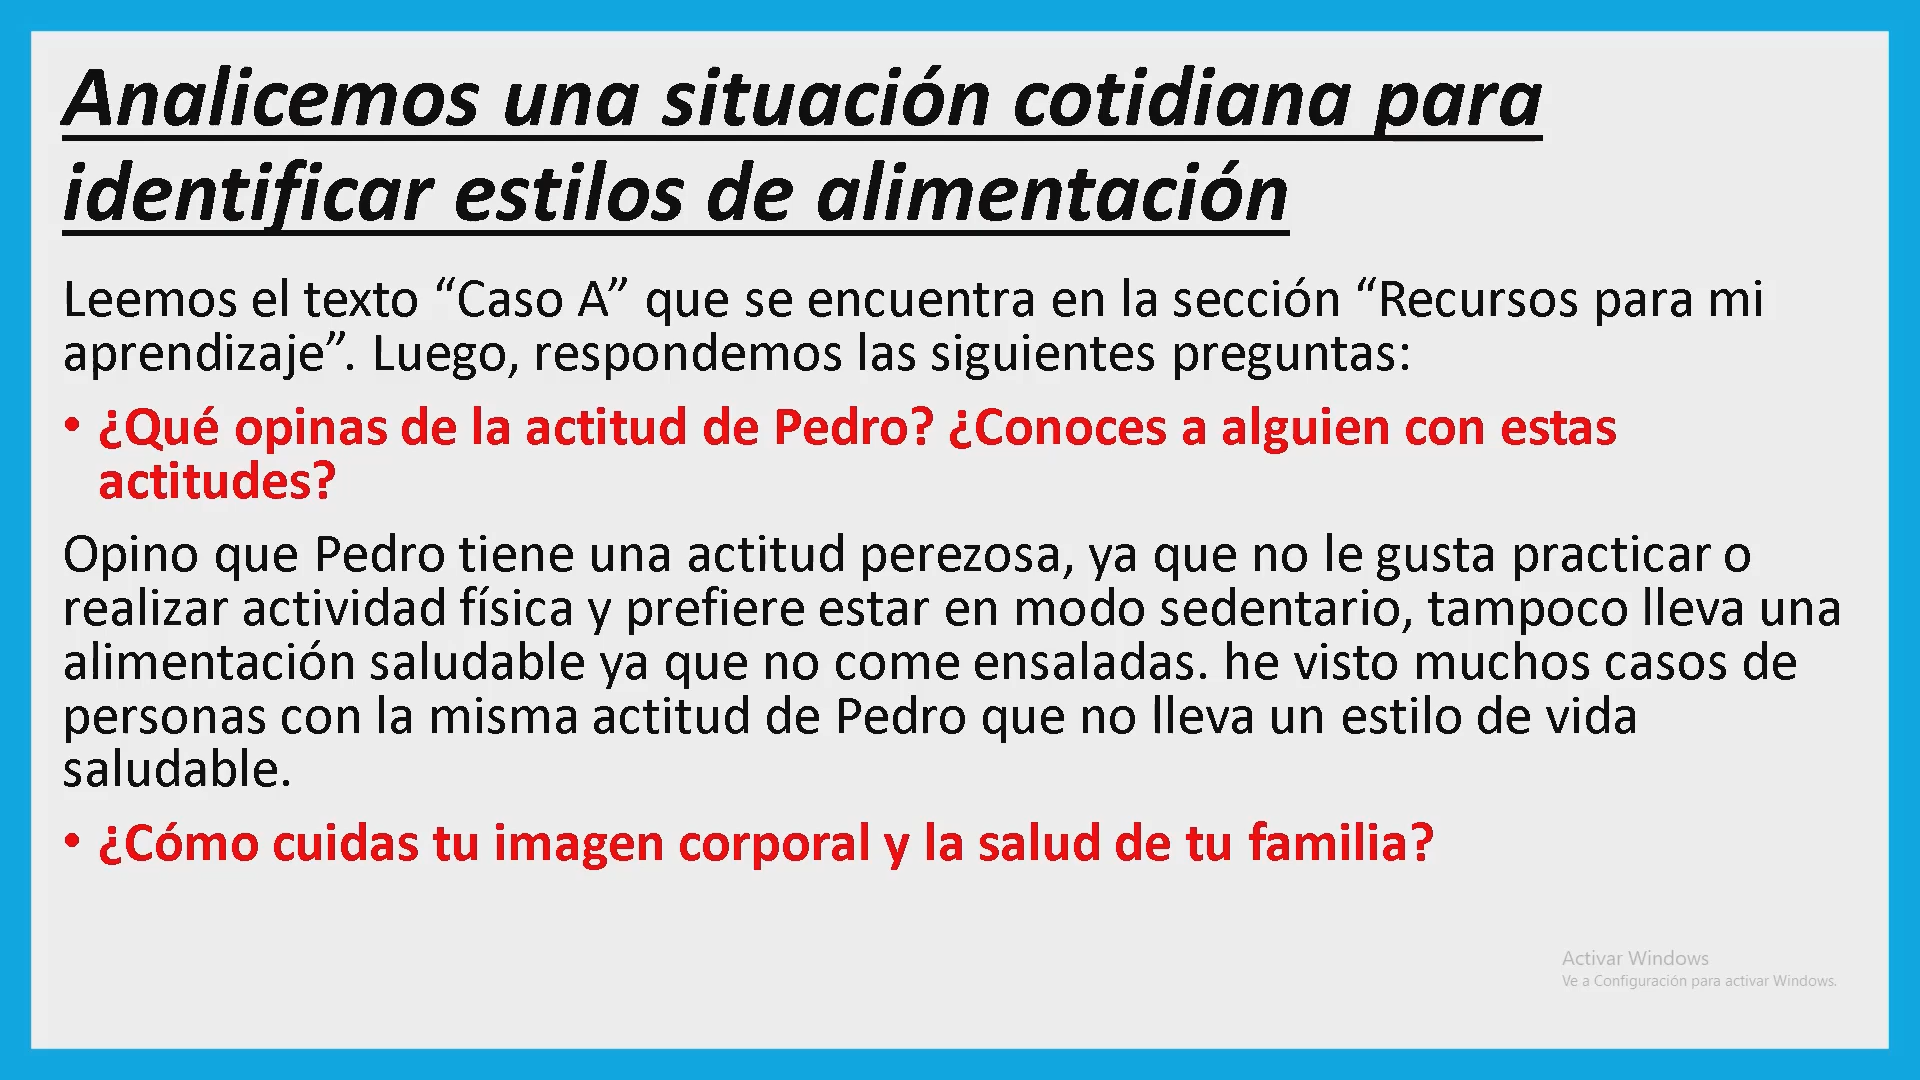 Analicemos una situación cotidiana para
identificar estilos de alimentación
Leemos el texto “Caso A” que se encuentra en la sección “Recursos para mi
aprendizaje”. Luego, respondemos las siguientes preguntas:
• ¿Qué opinas de la actitud de Pedro? ¿Conoces a alguien con estas
actitudes?
Opino que Pedro tiene una actitud perezosa, ya que no le gusta practicar o
realizar actividad física y prefiere estar en modo sedentario, tampoco lleva una
alimentación saludable ya que no come ensaladas. he visto muchos casos de
personas con la misma actitud de Pedro que no lleva un estilo de vida
saludable.
• ¿Cómo cuidas tu imagen corporal y la salud de tu familia?
Activar Windows
Ve a Configuración para activar Windows.